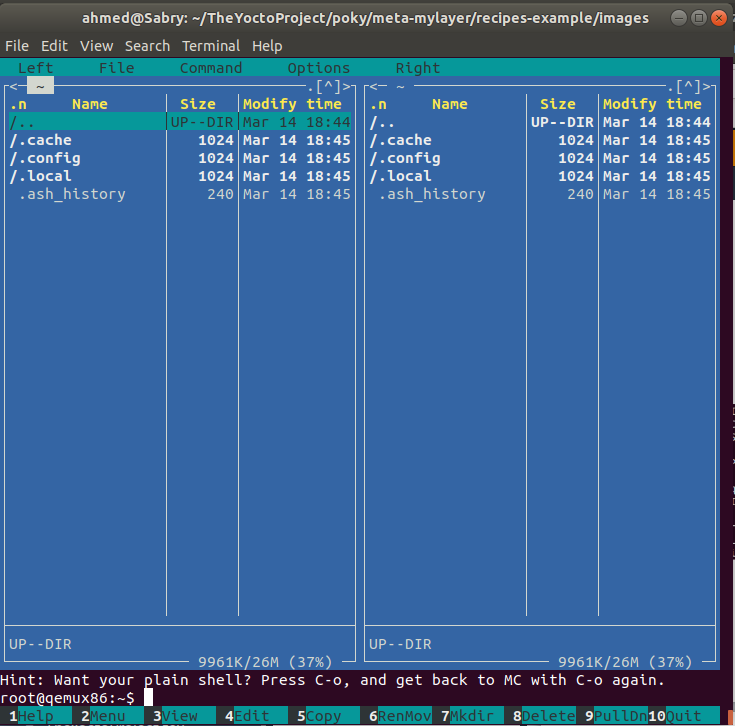 ahmed@Sabry: ~/TheYoctoProject/poky/meta-mylayer/recipes-example/images
File Edit View Search Terminal Help
Left File Command Options Right
<- ~ .[^]> <- ~ .[^]>
.n Name Size Modify time .n Name Size Modify time
/.. UP--DIR Mar 14 18:44 /.. UP--DIR Mar 14 18:44
/.cache 1024 Mar 14 18:45 /.cache 1024 Mar 14 18:45
/.config 1024 Mar 14 18:45 /.config 1024 Mar 14 18:45
/.local 1024 Mar 14 18:45 /.local 1024 Mar 14 18:45
.ash_history 240 Mar 14 18:45 .ash_history 240 Mar 14 18:45
UP--DIR UP--DIR
9961K/26M (37%) 9961K/26M (37%)
Hint: Want your plain shell? Press C-o, and get back to MC with C-o again.
root@qemux86:~$
1Help 2Menu 3View 4Edit 5Copy 6RenMov 7Mkdir 8Delete 9PullDn 10Quit